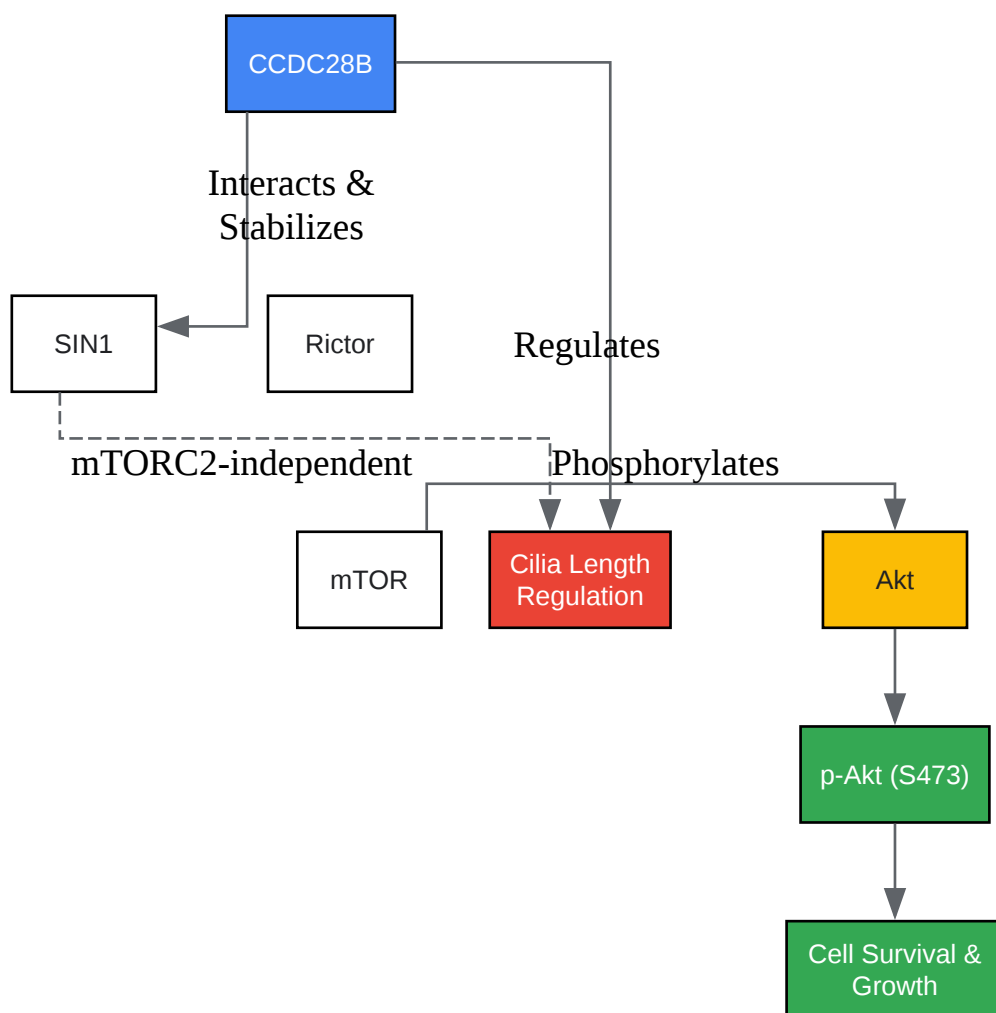 CCDC28B
Interacts &
Stabilizes
SIN1
Rictor
Regulates
mTORC2-independent
Phosphorylates
mTOR
Cilia Length
Regulation
Akt
p-Akt (S473)
Cell Survival &
Growth